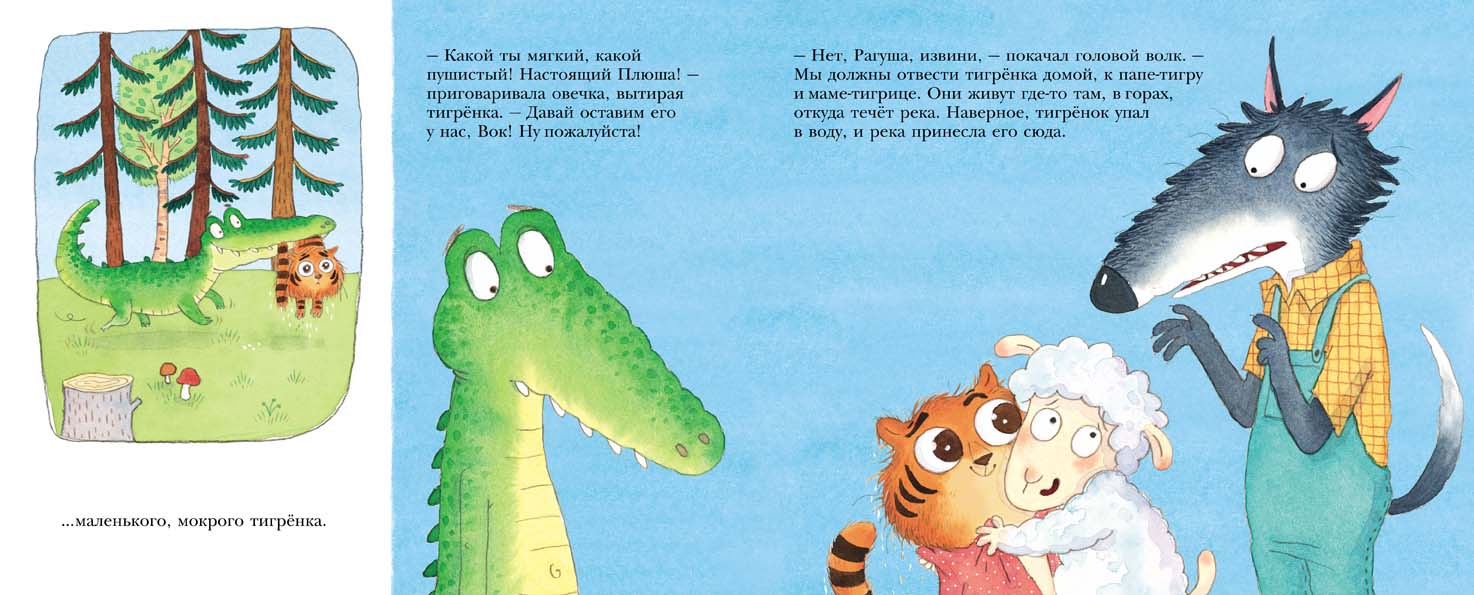 ...маленького, мокрого тигрёнка.
— Какой ты мягкий, какой
пушистый! Настоящий Плюша! —
приговаривала овечка, вытирая
тигрёнка. — Давай оставим его
у нас, Вок! Ну пожалуйста!
— Нет, Рагуша, извини, — покачал головой волк. —
Мы должны отвести тигрёнка домой, к папе-тигру
и маме-тигрице. Они живут где-то там, в горах,
откуда течёт река. Наверное, тигрёнок упал
в воду, и река принесла его сюда.